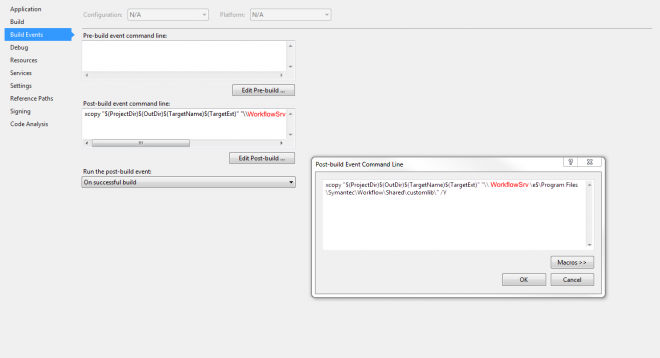 Application
Configuration: N/A Platform: N/A
Build
Build Events
Pre-build event command line:
Debug
Resources
Services
Settings
Edit Pre-build ...
Reference Paths
Post-build event command line:
Signing
xcopy "$(ProjectDir)$(OutDir)$(TargetName)$(TargetExt)" "\\WorkflowSrv
Code Analysis
Edit Post-build ...
Run the post-build event:
On successful build
Post-build Event Command Line
xcopy "$(ProjectDir)$(OutDir)$(TargetName)$(TargetExt)" "\\ WorkflowSrv \e$\Program Files
\Symantec\Workflow\Shared\customlib\" /Y
Macros >>
OK Cancel